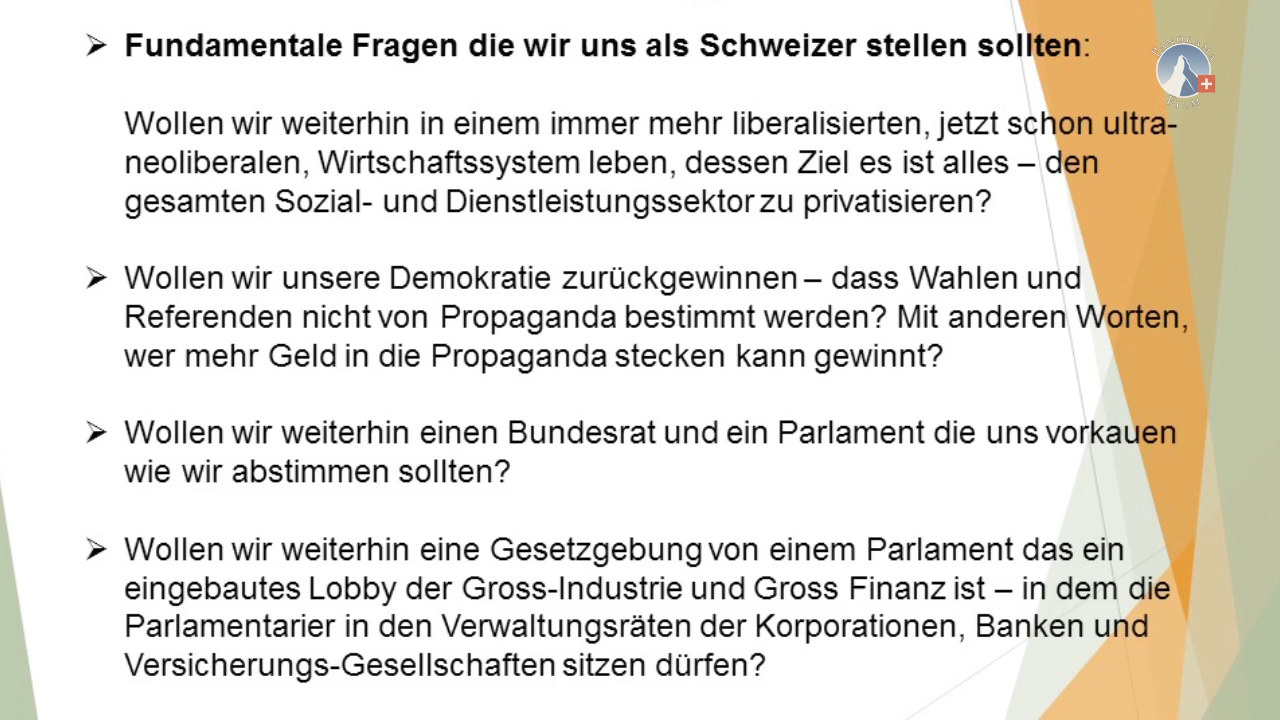 ➢ Fundamentale Fragen die wir uns als Schweizer stellen sollten:
Wollen wir weiterhin in einem immer mehr liberalisierten, jetzt schon ultra-
neoliberalen, Wirtschaftssystem leben, dessen Ziel es ist alles – den
gesamten Sozial- und Dienstleistungssektor zu privatisieren?
➢ Wollen wir unsere Demokratie zurückgewinnen – dass Wahlen und
Referenden nicht von Propaganda bestimmt werden? Mit anderen Worten,
wer mehr Geld in die Propaganda stecken kann gewinnt?
➢ Wollen wir weiterhin einen Bundesrat und ein Parlament die uns vorkauen
wie wir abstimmen sollten?
➢ Wollen wir weiterhin eine Gesetzgebung von einem Parlament das ein
eingebautes Lobby der Gross-Industrie und Gross Finanz ist – in dem die
Parlamentarier in den Verwaltungsräten der Korporationen, Banken und
Versicherungs-Gesellschaften sitzen dürfen?